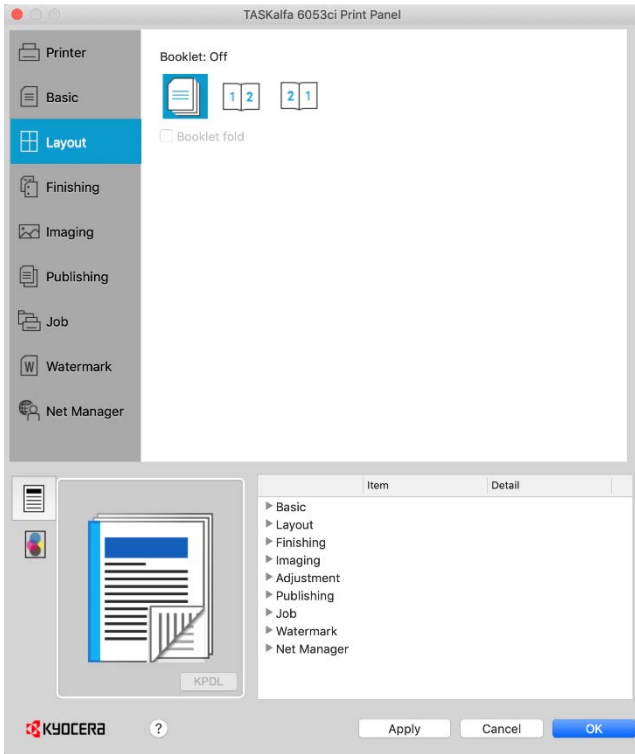 TASKalfa 6053ci Print Panel
Printer
Basic
Layout
Finishing
Imaging
Publishing
Job
W Watermark
Net Manager
Booklet: Off
1 2
2 1
Booklet fold
KPDL
Item Detail
Basic
Layout
Finishing
Imaging
Adjustment
Publishing
Job
Watermark
Net Manager
KYOCERA
?
Apply Cancel OK